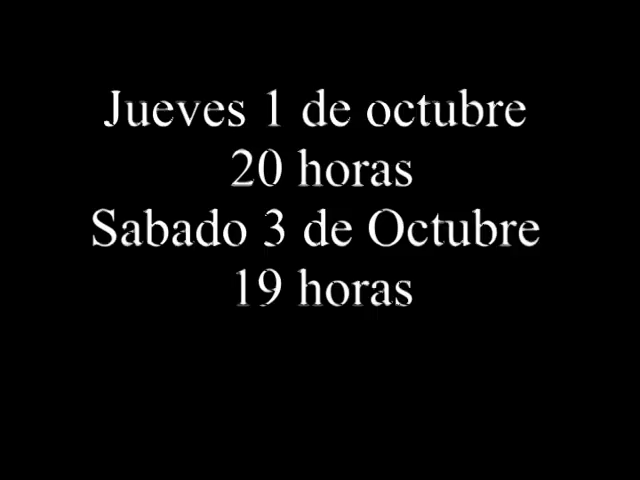 Jueves 1 de octubre
20 horas
Sabado 3 de Octubre
19 horas